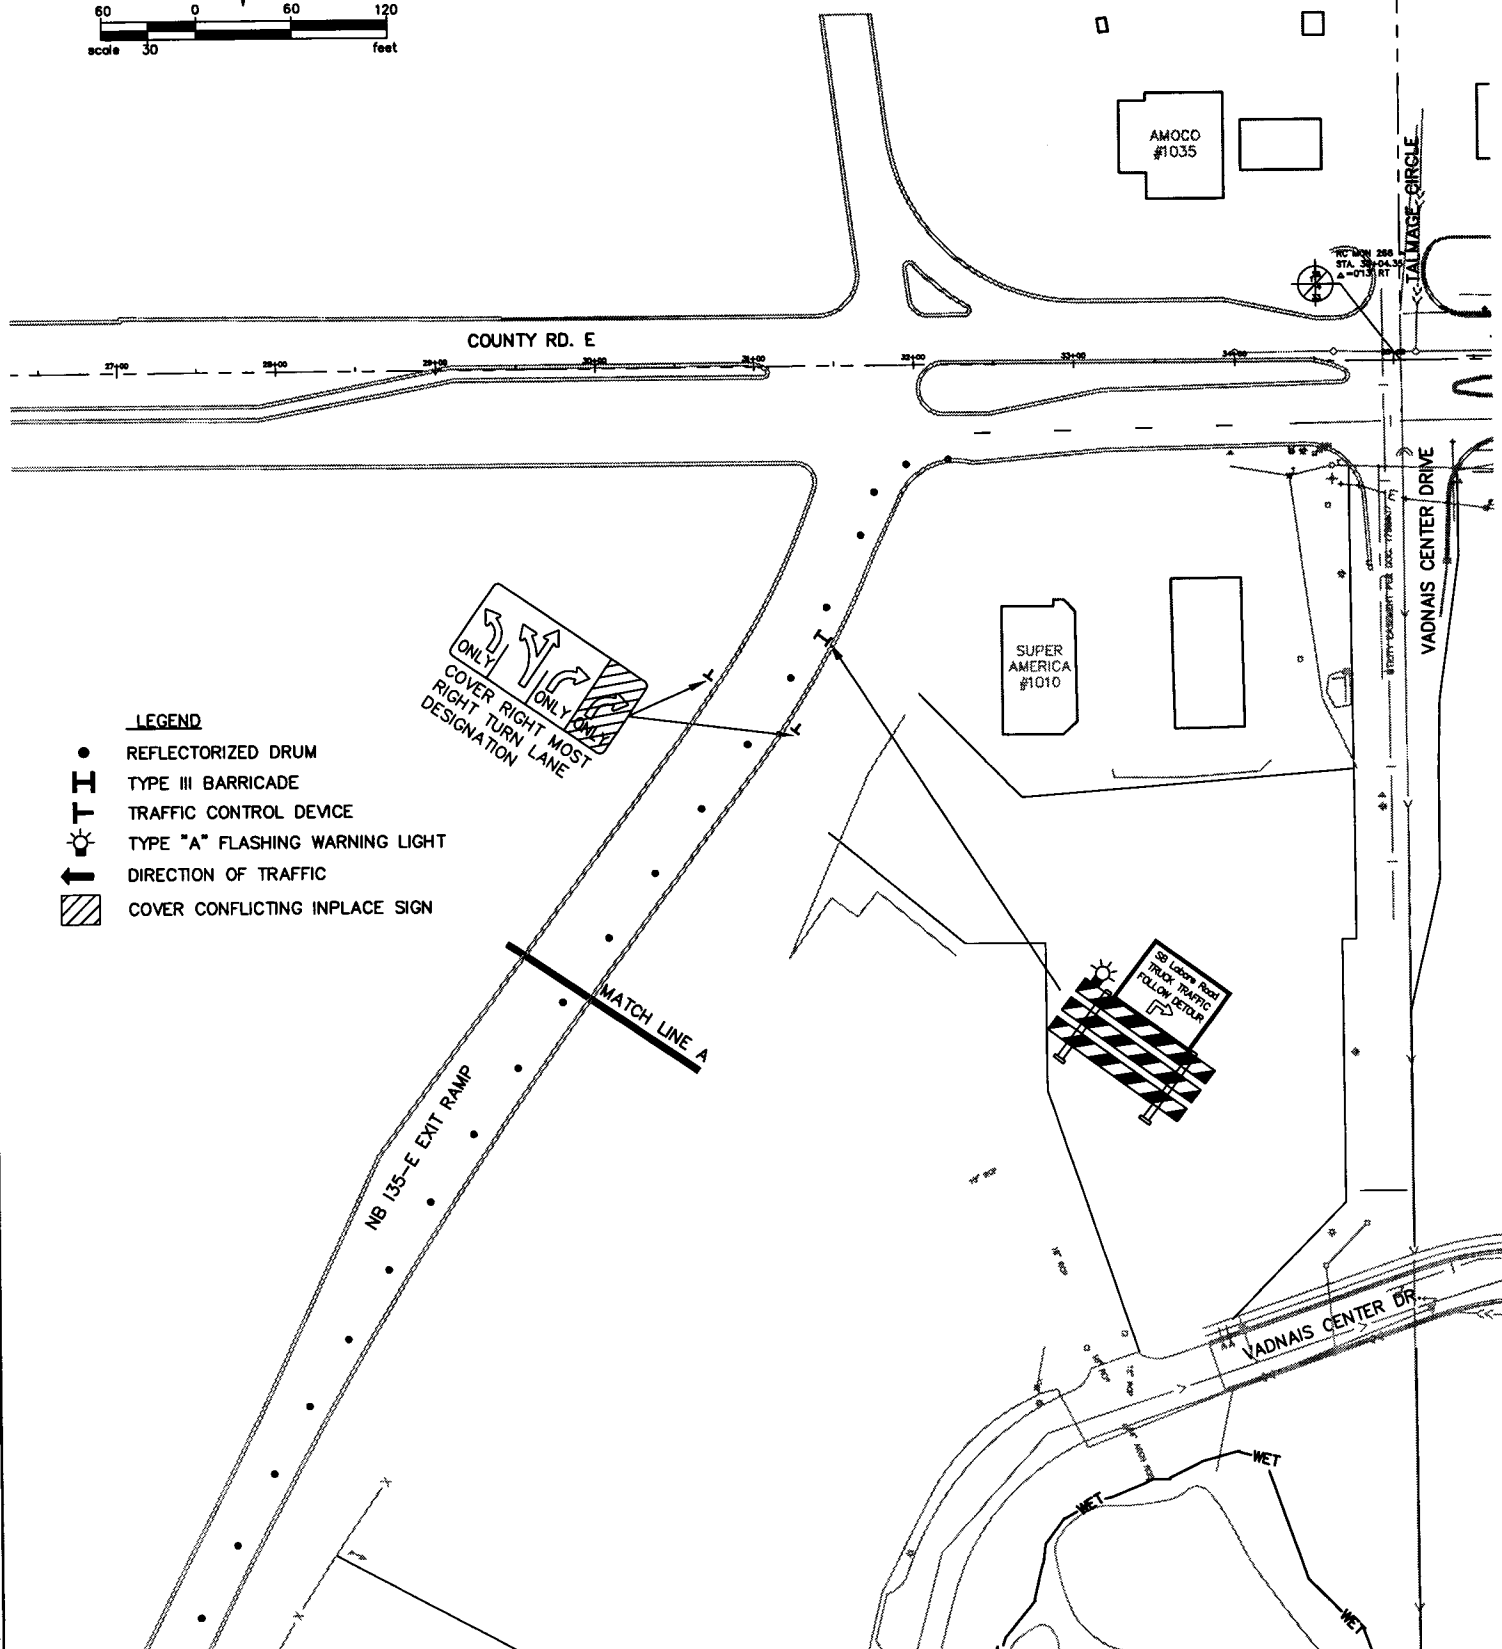 60 0 60 120
scale 30 feet
AMOCO
#1035
TALMAGE CIRCLE
RC MON 266
COUNTY RD. E
27+00 28+00 29+00 30+00 31+00 32+00 33+00 34+00
VADNAIS CENTER DRIVE
SUPER
AMERICA
#1010
ONLY
ONLY
ONLY
COVER RIGHT MOST
RIGHT TURN LANE
DESIGNATION
LEGEND
REFLECTORIZED DRUM
TYPE III BARRICADE
TRAFFIC CONTROL DEVICE
TYPE "A" FLASHING WARNING LIGHT
DIRECTION OF TRAFFIC
COVER CONFLICTING INPLACE SIGN
MATCH LINE A
SB Labore Road
TRUCK TRAFFIC
FOLLOW DETOUR
NB I35-E EXIT RAMP
VADNAIS CENTER DR.
WET
WET
WET